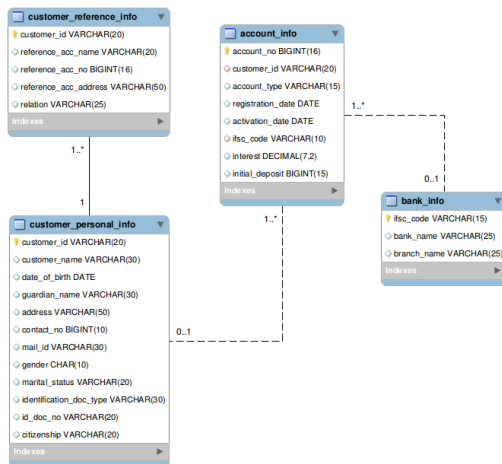 customer_reference_info
customer_id VARCHAR(20)
reference_acc_name VARCHAR(20)
reference_acc_no BIGINT(16)
reference_acc_address VARCHAR(50)
relation VARCHAR(25)
Indexes
account_info
account_no BIGINT(16)
customer_id VARCHAR(20)
account_type VARCHAR(15)
registration_date DATE
activation_date DATE
ifsc_code VARCHAR(10)
interest DECIMAL(7,2)
initial_deposit BIGINT(15)
Indexes
1..*
1..*
0..1
1
1..*
bank_info
ifsc_code VARCHAR(15)
bank_name VARCHAR(25)
branch_name VARCHAR(25)
Indexes
customer_personal_info
customer_id VARCHAR(20)
customer_name VARCHAR(30)
date_of_birth DATE
guardian_name VARCHAR(30)
address VARCHAR(50)
contact_no BIGINT(10)
mail_id VARCHAR(30)
gender CHAR(10)
marital_status VARCHAR(20)
identification_doc_type VARCHAR(30)
id_doc_no VARCHAR(20)
citizenship VARCHAR(20)
Indexes
0..1